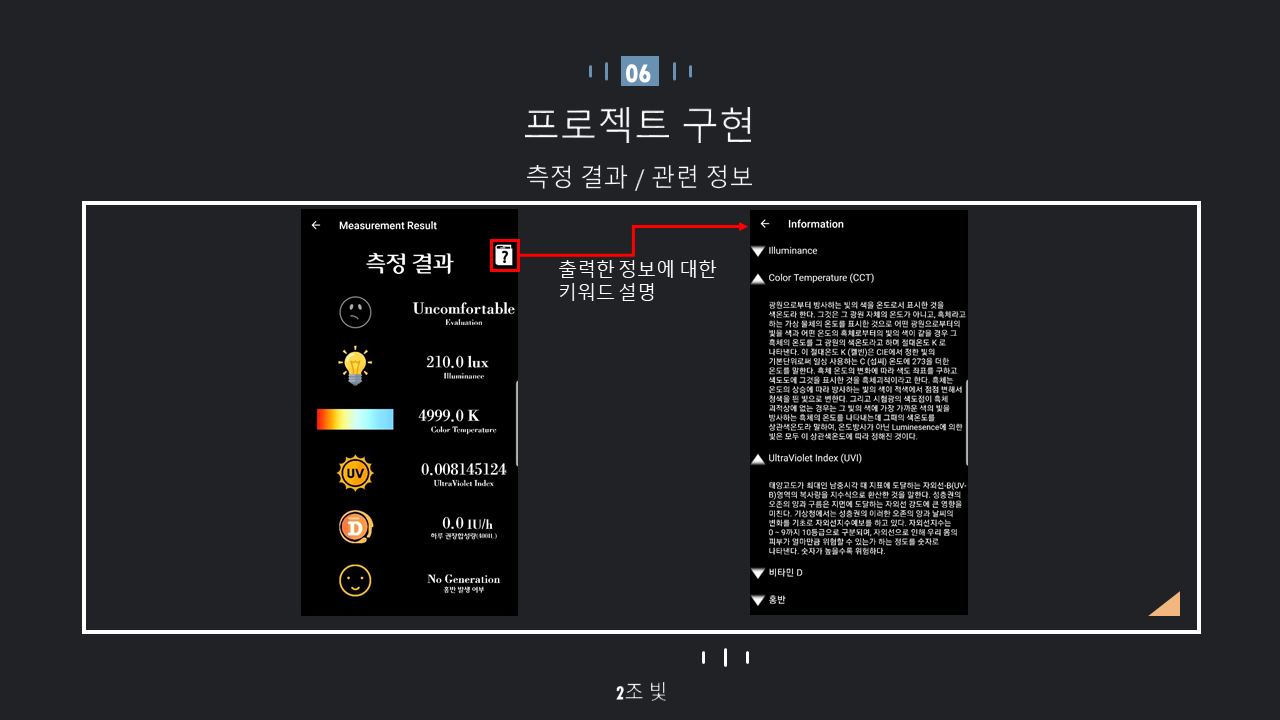 06
프로젝트 구현
측정 결과 / 관련 정보
← Measurement Result
측정 결과
?
Uncomfortable
Evaluation
210.0 lux
Illuminance
4999.0 K
Color Temperature
UV
0.008145124
UltraViolet Index
D
0.0 IU/h
하루 권장합성량(400IU)
No Generation
홍반 발생 여부
출력한 정보에 대한
키워드 설명
← Information
Illuminance
Color Temperature (CCT)
광원으로부터 방사하는 빛의 색을 온도로서 표시한 것을
색온도라 한다. 그것은 그 광원 자체의 온도가 아니고, 흑체라고
하는 가상 물체의 온도를 표시한 것으로 어떤 광원으로부터의
빛을 색과 어떤 온도의 흑체로부터의 빛의 색이 같을 경우 그
흑체의 온도를 그 광원의 색온도라고 하며 절대온도 K 로
나타낸다. 이 절대온도 K (켈빈)은 CIE에서 정한 빛의
기본단위로써 일상 사용하는 C (섭씨) 온도에 273을 더한
온도를 말한다. 흑체 온도의 변화에 따라 색도 좌표를 구하고
색도도에 그것을 표시한 것을 흑체괴적이라고 한다. 흑체는
온도의 상승에 따라 방사하는 빛의 색이 적색에서 점점 변해서
청색을 띈 빛으로 변한다. 그리고 시험광의 색도점이 흑체
괴적상에 없는 경우는 그 빛의 색에 가장 가까운 색의 빛을
방사하는 흑체의 온도를 나타내는데 그때의 색온도를
상관색온도라 말하여, 온도방사가 아닌 Luminesence에 의한
빛은 모두 이 상관색온도에 따라 정해진 것이다.
UltraViolet Index (UVI)
태양고도가 최대인 남중시각 때 지표에 도달하는 자외선-B(UV-
B)영역의 복사량을 지수식으로 환산한 것을 말한다. 성층권의
오존의 양과 구름은 지면에 도달하는 자외선 강도에 큰 영향을
미친다. 기상청에서는 성층권의 이러한 오존의 양과 날씨의
변화를 기초로 자외선지수예보를 하고 있다. 자외선지수는
0 ~ 9까지 10등급으로 구분되며, 자외선으로 인해 우리 몸의
피부가 얼마만큼 위험할 수 있는가 하는 정도를 숫자로
나타낸다. 숫자가 높을수록 위험하다.
비타민 D
홍반
2조 빛